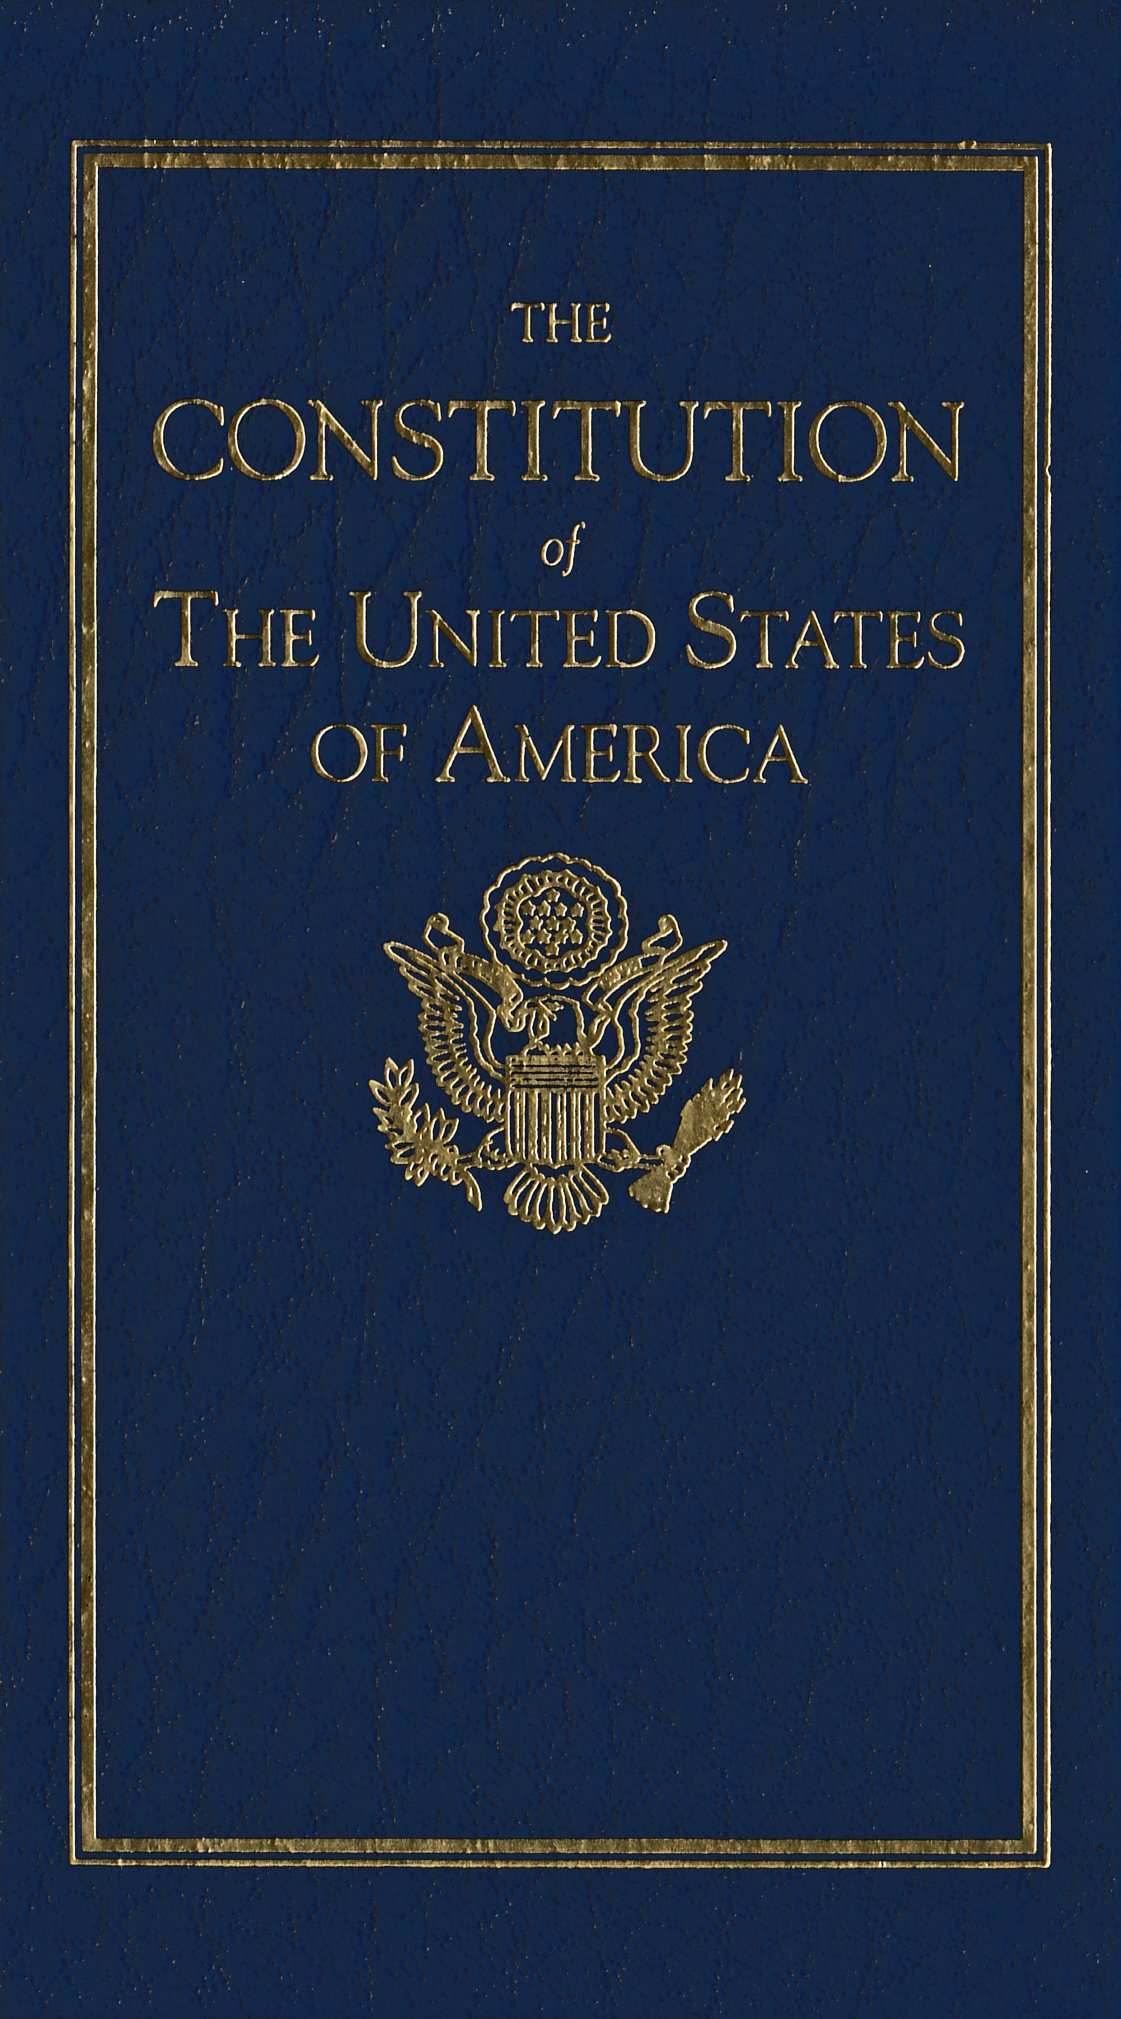 THE
CONSTITUTION
of
THE UNITED STATES
OF AMERICA